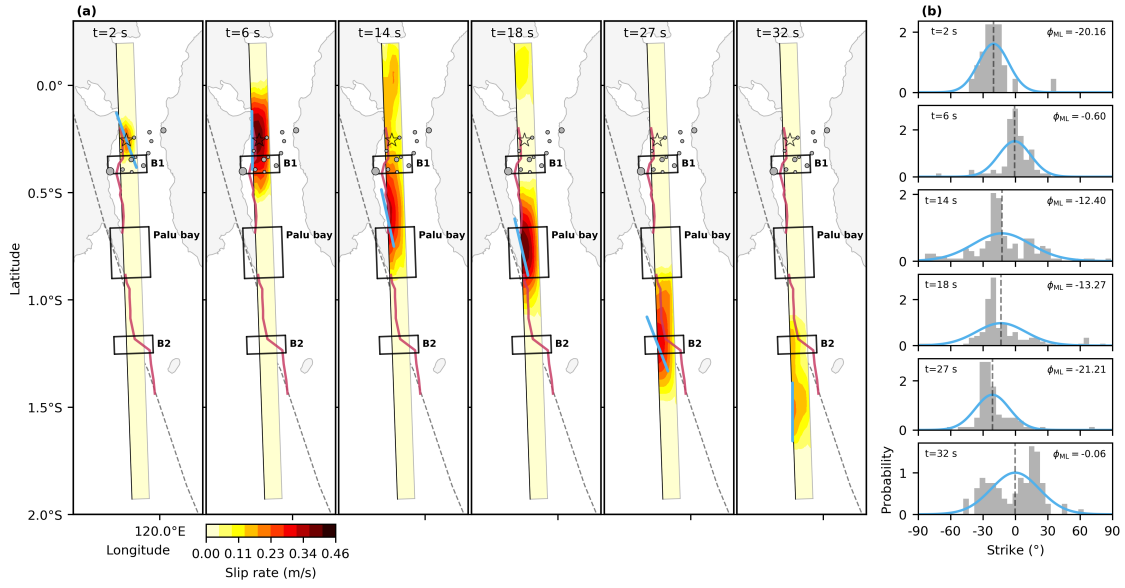 (a)
(b)
t=2 s
t=6 s
t=14 s
t=18 s
t=27 s
t=32 s
0.0°
0.5°S
1.0°S
1.5°S
2.0°S
Latitude
B1
Palu bay
B2
B1
Palu bay
B2
B1
Palu bay
B2
B1
Palu bay
B2
B1
Palu bay
B2
B1
Palu bay
B2
120.0°E
Longitude
0.00 0.11 0.23 0.34 0.46
Slip rate (m/s)
t=2 s
ϕML = -20.16
2
0
t=6 s
ϕML = -0.60
2
0
t=14 s
ϕML = -12.40
2
0
t=18 s
ϕML = -13.27
2
0
t=27 s
ϕML = -21.21
2
0
t=32 s
ϕML = -0.06
1
0
Probability
-90 -60 -30 0 30 60 90
Strike (°)